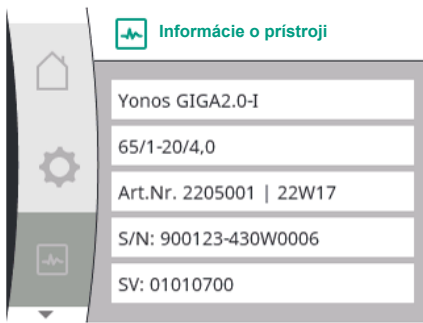 Informácie o prístroji
Yonos GIGA2.0-I
65/1-20/4,0
Art.Nr. 2205001 | 22W17
S/N: 900123-430W0006
SV: 01010700